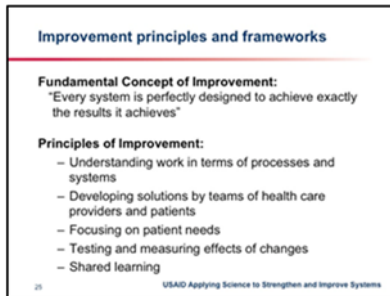 Improvement principles and frameworks
Fundamental Concept of Improvement:
"Every system is perfectly designed to achieve exactly
the results it achieves"
Principles of Improvement:
– Understanding work in terms of processes and
systems
– Developing solutions by teams of health care
providers and patients
– Focusing on patient needs
– Testing and measuring effects of changes
– Shared learning
25
USAID Applying Science to Strengthen and Improve Systems